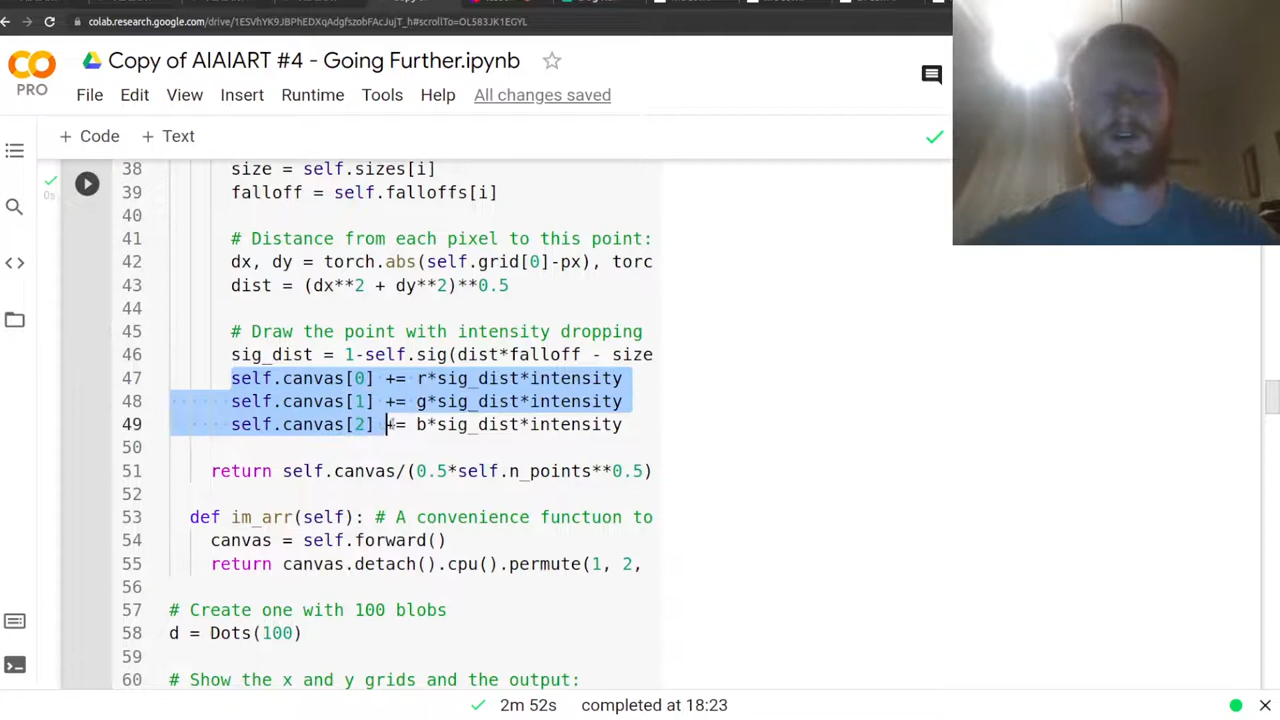 colab.research.google.com/drive/1ESVhYK9JBPhEDXqAdgfszobFAcJujT_h#scrollTo=OL583JK1EGYL
Copy of AIAIART #4 - Going Further.ipynb
PRO
File Edit View Insert Runtime Tools Help All changes saved
+ Code + Text
38 size = self.sizes[i]
0s
39 falloff = self.falloffs[i]
40
41 # Distance from each pixel to this point:
42 dx, dy = torch.abs(self.grid[0]-px), torc
43 dist = (dx**2 + dy**2)**0.5
44
45 # Draw the point with intensity dropping
46 sig_dist = 1-self.sig(dist*falloff - size
47 self.canvas[0] += r*sig_dist*intensity
48 self.canvas[1] += g*sig_dist*intensity
49 self.canvas[2] += b*sig_dist*intensity
50
51 return self.canvas/(0.5*self.n_points**0.5)
52
53 def im_arr(self): # A convenience functuon to
54 canvas = self.forward()
55 return canvas.detach().cpu().permute(1, 2,
56
57 # Create one with 100 blobs
58 d = Dots(100)
59
60 # Show the x and y grids and the output:
2m 52s completed at 18:23